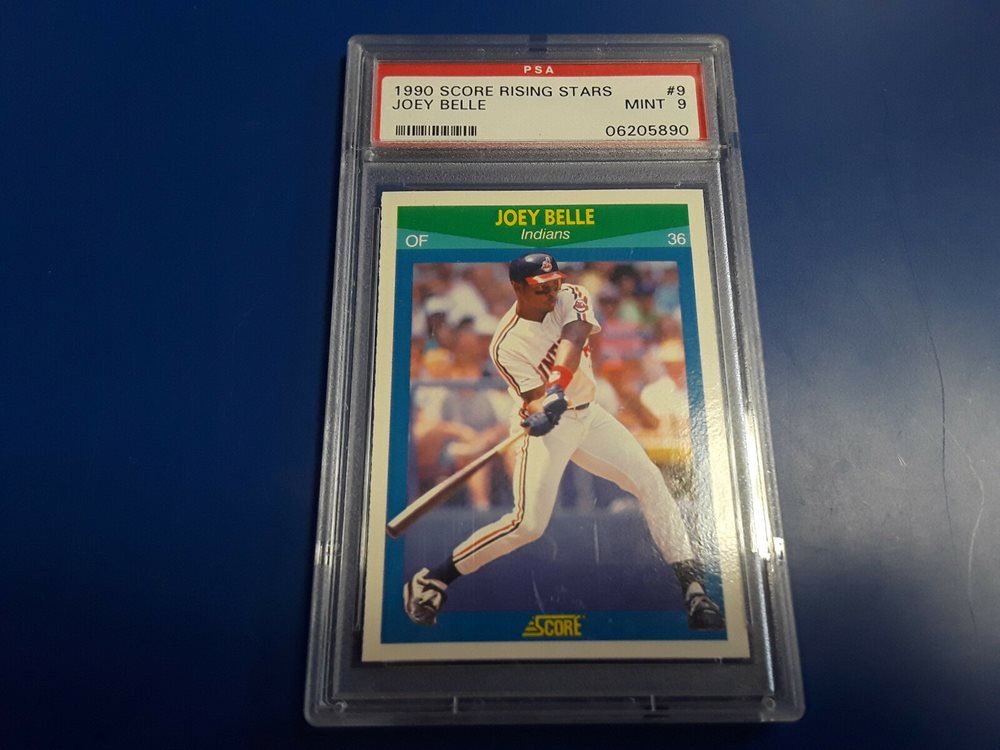 PSA
1990 SCORE RISING STARS #9
JOEY BELLE MINT 9
06205890
JOEY BELLE
Indians
OF 36
SCORE